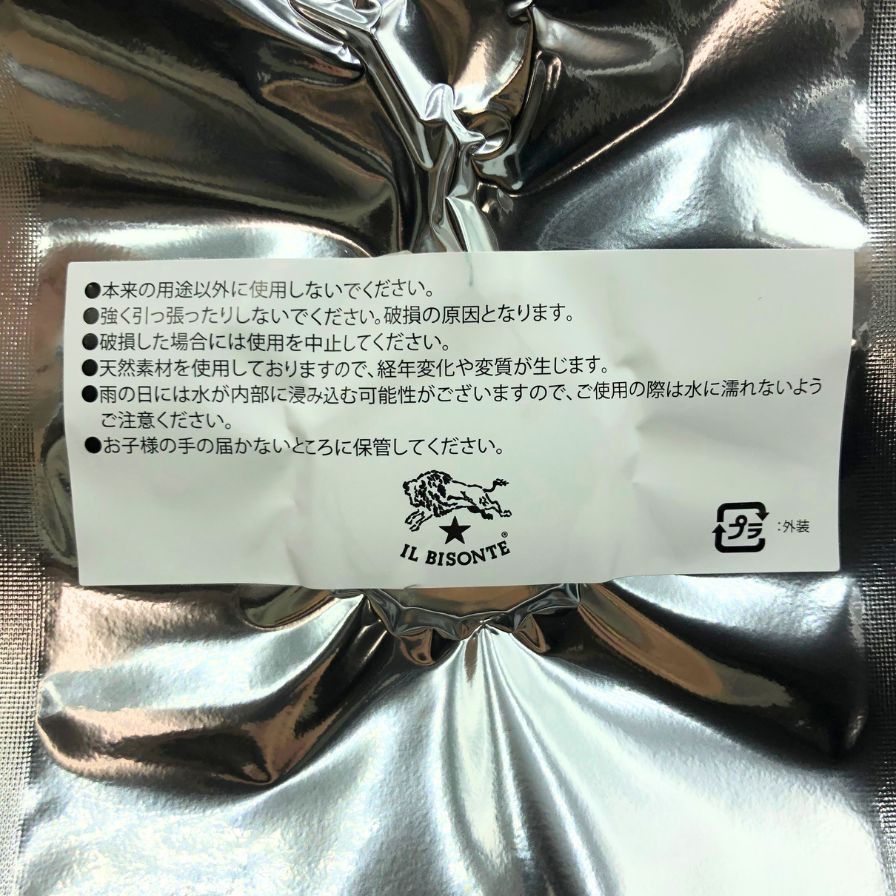 ●本来の用途以外に使用しないでください。
●強く引っ張ったりしないでください。破損の原因となります。
●破損した場合には使用を中止してください。
●天然素材を使用しておりますので、経年変化や変質が生じます。
●雨の日には水が内部に浸み込む可能性がございますので、ご使用の際は水に濡れないよう
ご注意ください。
●お子様の手の届かないところに保管してください。
IL BISONTE®
プラ :外装